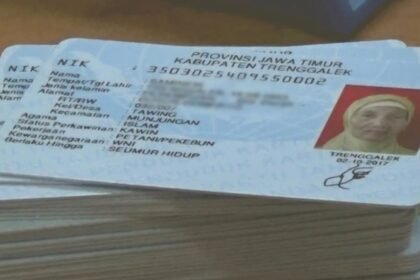 PROVINSI JAWA TIMUR
KABUPATEN TRENGGALEK
NIK 3503025409550002
Tempat/Tgl Lahir
Jenis kelamin
Alamat
RT/RW
Kel/Desa TAWING
Kecamatan MUNJUNGAN
Agama ISLAM
Status Perkawinan KAWIN
Pekerjaan PETANI/PEKEBUN
Kewarganegaraan WNI
Berlaku Hingga SEUMUR HIDUP
TRENGGALEK
02-10-2017
NIK